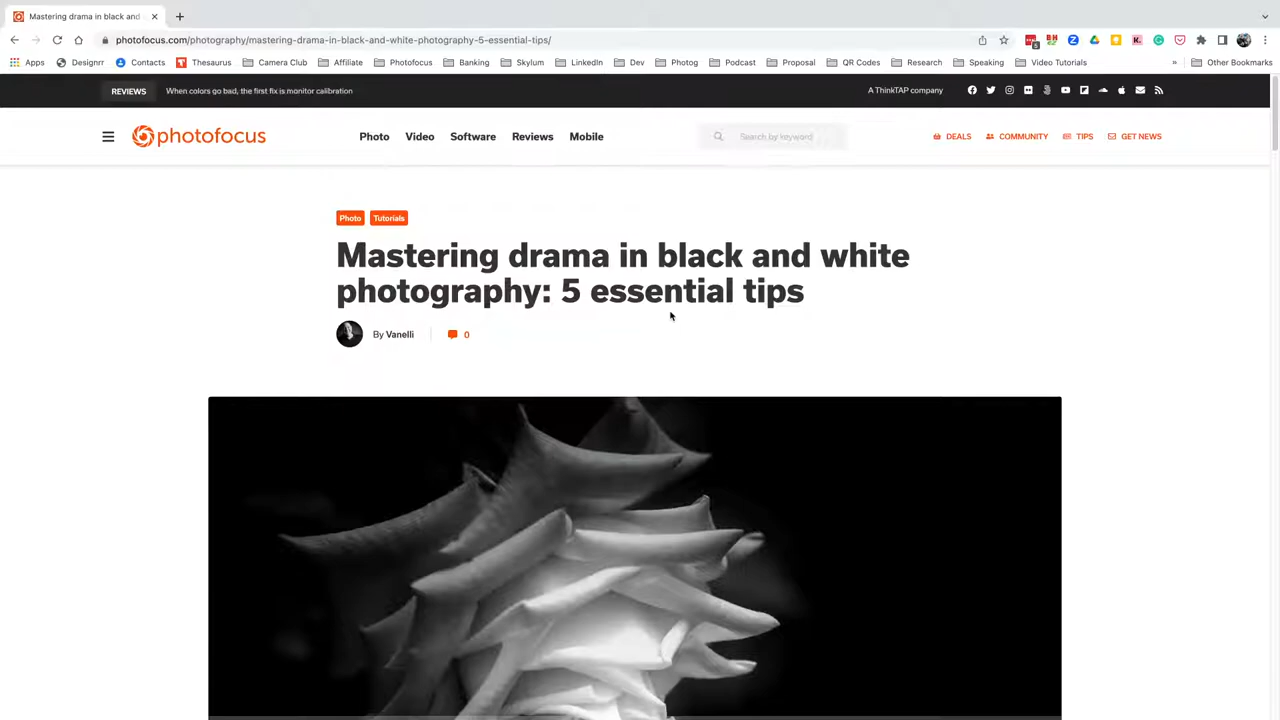 Mastering drama in black and
photofocus.com/photography/mastering-drama-in-black-and-white-photography-5-essential-tips/
Apps Designrr Contacts Thesaurus Camera Club Affiliate Photofocus Banking Skylum LinkedIn Dev Photog Podcast Proposal QR Codes Research Speaking Video Tutorials » Other Bookmarks
REVIEWS When colors go bad, the first fix is monitor calibration A ThinkTAP company
photofocus Photo Video Software Reviews Mobile Search by keyword DEALS COMMUNITY TIPS GET NEWS
Photo Tutorials
Mastering drama in black and white
photography: 5 essential tips
By Vanelli 0